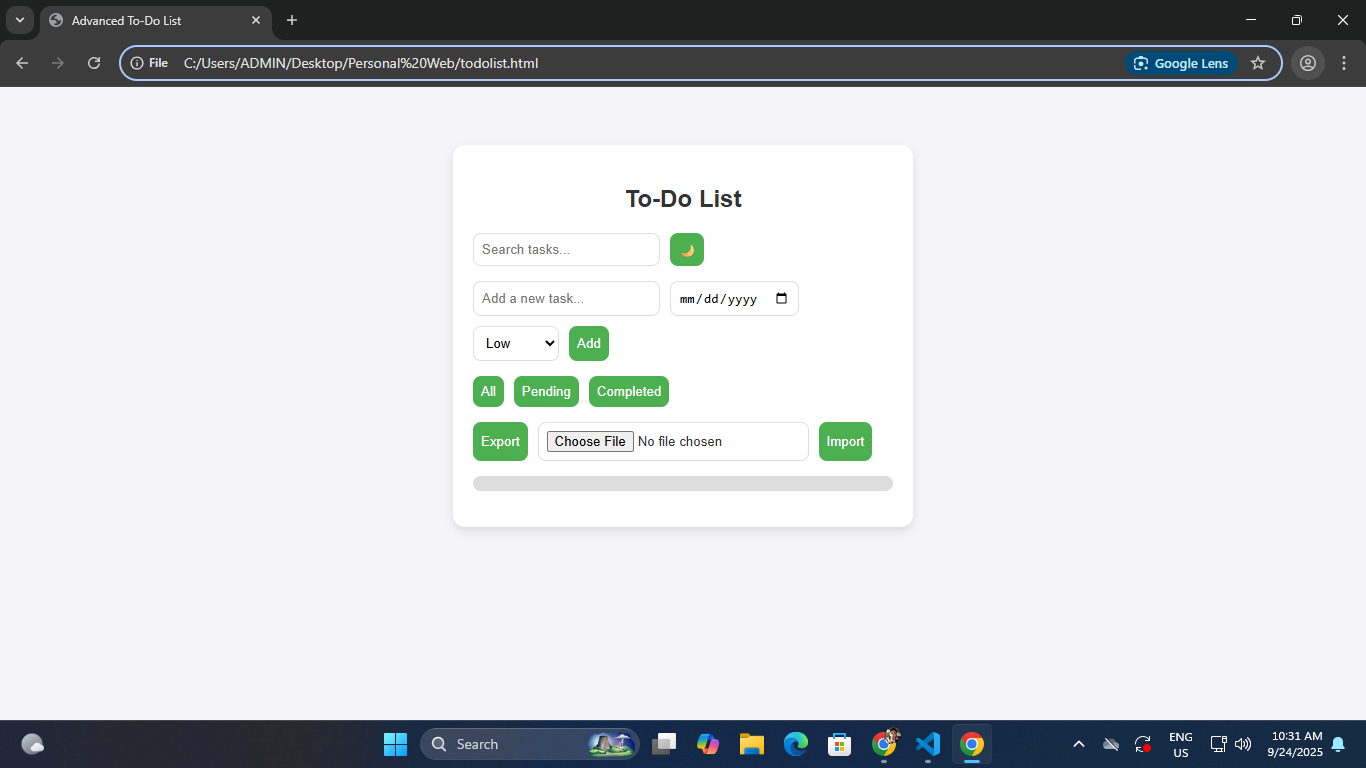 Advanced To-Do List
File C:/Users/ADMIN/Desktop/Personal%20Web/todolist.html Google Lens
To-Do List
Search tasks...
Add a new task... mm/dd/yyyy
Low Add
All Pending Completed
Export Choose File No file chosen Import
Search
ENG
US
10:31 AM
9/24/2025